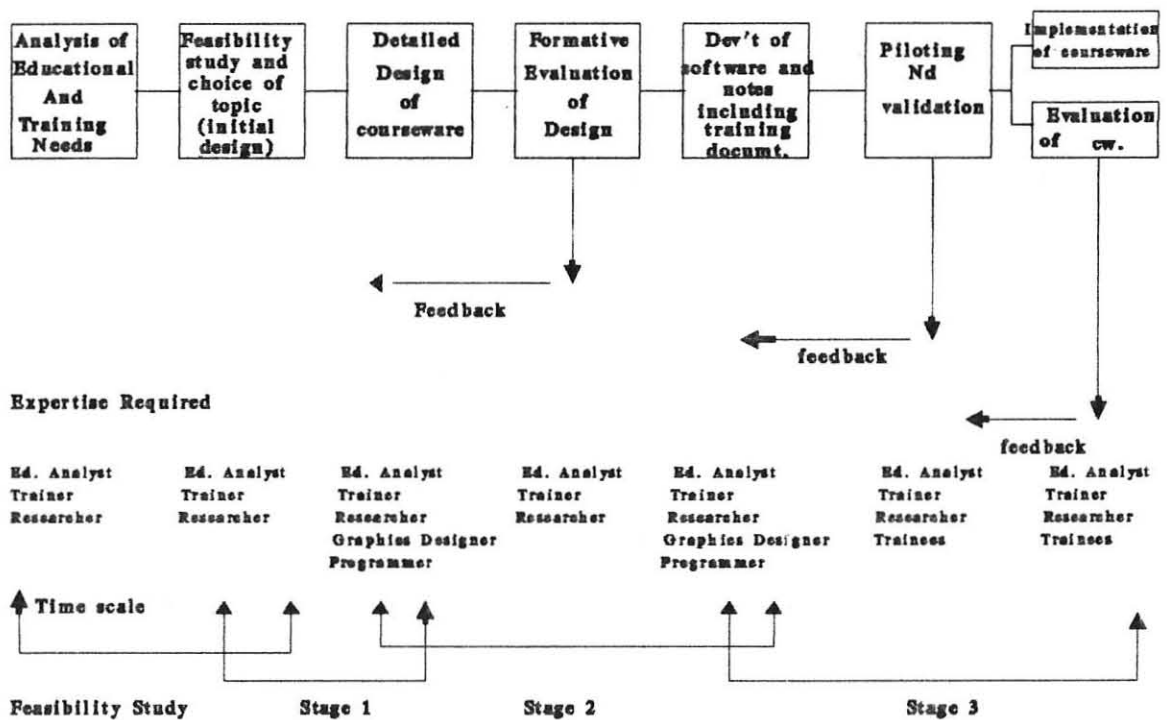 Analysis of
Educational
And
Training
Needs
Feasibility
study and
choice of
topic
(initial
design)
Detailed
Design
of
courseware
Formative
Evaluation
of
Design
Dev't of
software and
notes
including
training
documt.
Piloting
Nd
validation
Implementation
of courseware
Evaluation
of cw.
Feedback
feedback
feedback
Expertise Required
Ed. Analyst
Trainer
Researcher
Ed. Analyst
Trainer
Researcher
Ed. Analyst
Trainer
Researcher
Graphics Designer
Programmer
Ed. Analyst
Trainer
Researcher
Ed. Analyst
Trainer
Researcher
Graphics Designer
Programmer
Ed. Analyst
Trainer
Researcher
Trainees
Ed. Analyst
Trainer
Researcher
Trainees
Time scale
Feasibility Study
Stage 1
Stage 2
Stage 3